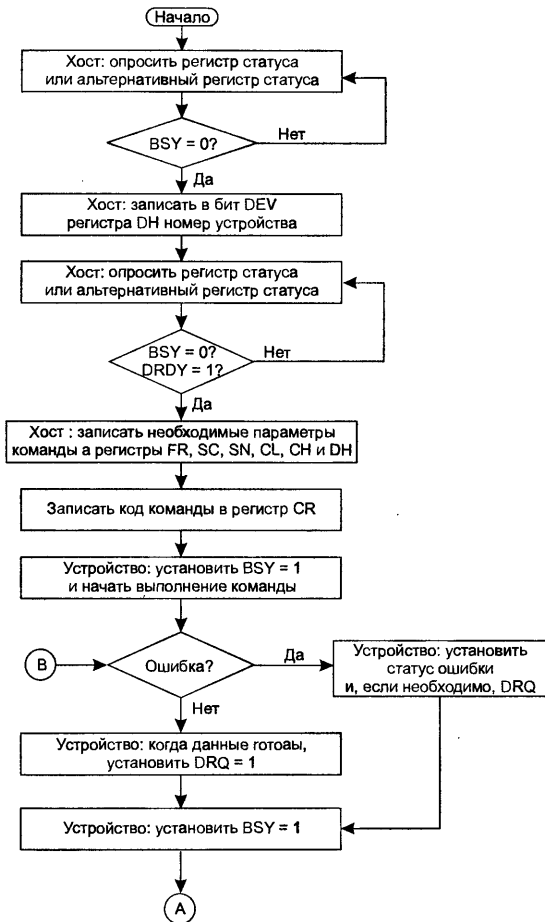 Начало
Хост: опросить регистр статуса
или альтернативный регистр статуса
BSY = 0?
Нет
Да
Хост: записать в бит DEV
регистра DH номер устройства
Хост: опросить регистр статуса
или альтернативный регистр статуса
BSY = 0?
DRDY = 1?
Нет
Да
Хост : записать необходимые параметры
команды а регистры FR, SC, SN, CL, CH и DH
Записать код команды в регистр CR
Устройство: установить BSY = 1
и начать выполнение команды
B
Ошибка?
Да
Устройство: установить
статус ошибки
и, если необходимо, DRQ
Нет
Устройство: когда данные готоаы,
установить DRQ = 1
Устройство: установить BSY = 1
A